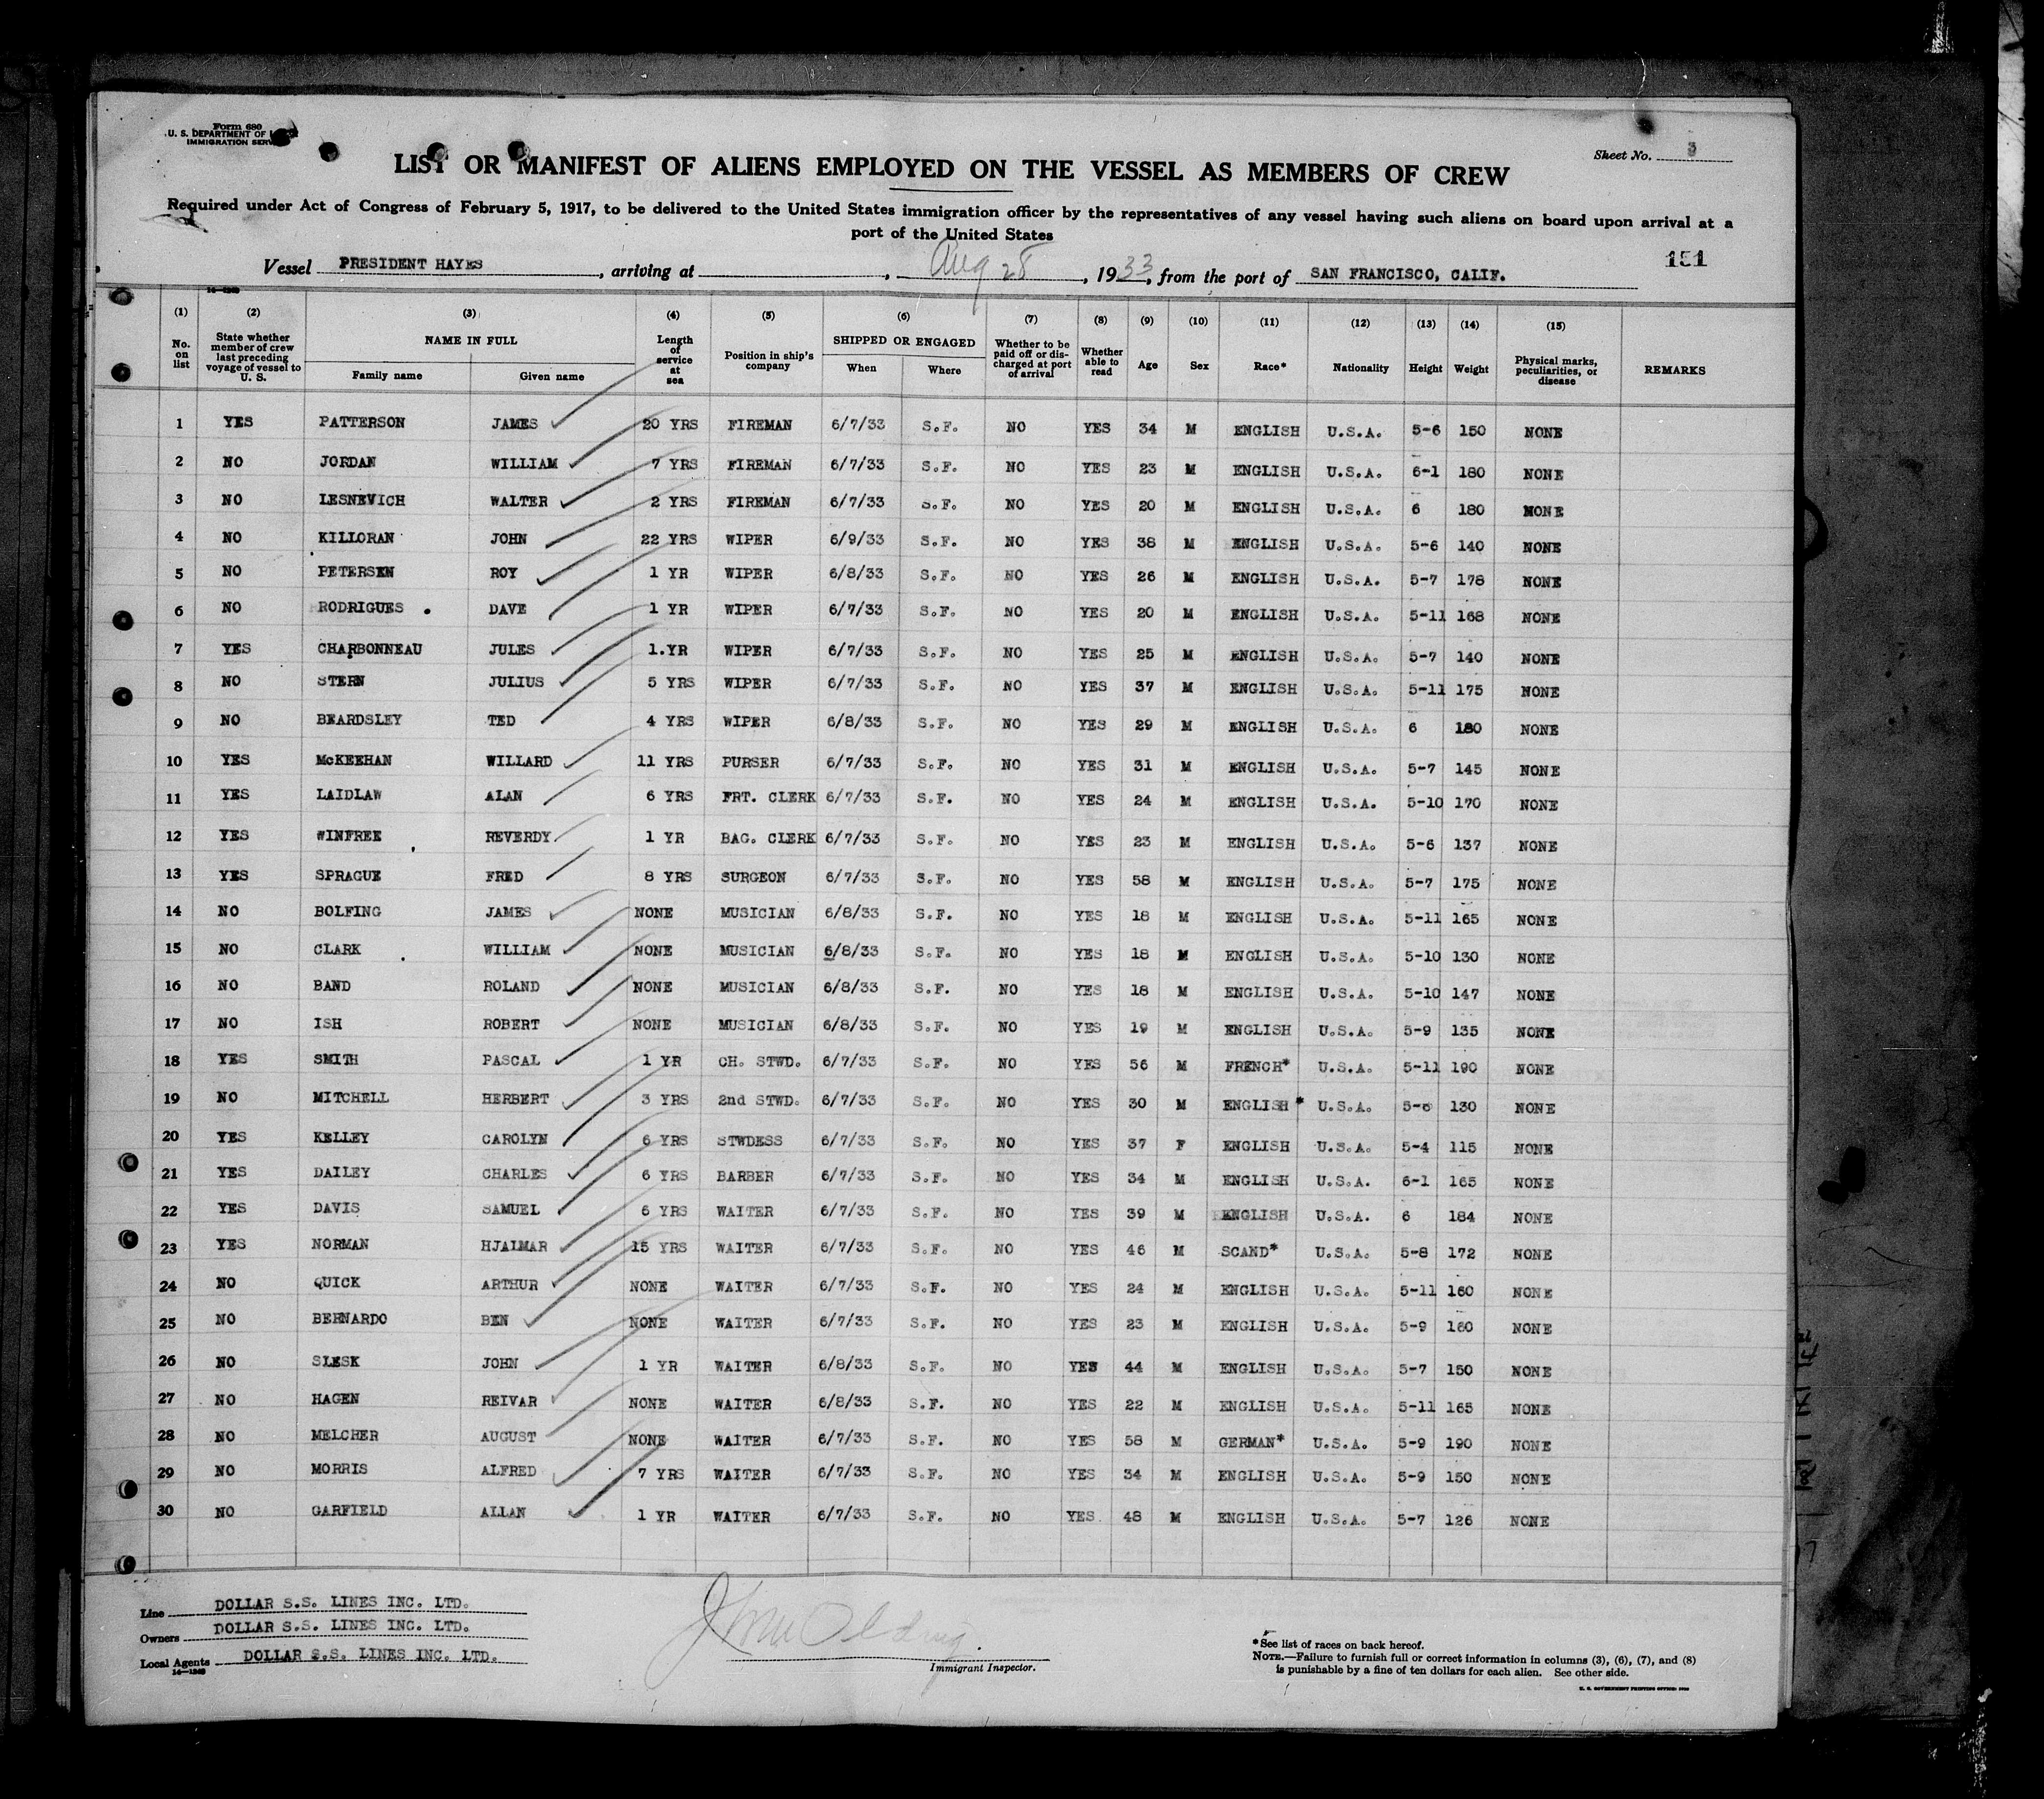 Form 680
U. S. DEPARTMENT OF
IMMIGRATION
Sheet No. 3
LIST OR MANIFEST OF ALIENS EMPLOYED ON THE VESSEL AS MEMBERS OF CREW
Required under Act of Congress of February 5, 1917, to be delivered to the United States immigration officer by the representatives of any vessel having such aliens on board upon arrival at a
port of the United States
151
Vessel PRESIDENT HAYES, arriving at , Aug 28, 1933, from the port of SAN FRANCISCO, CALIF.
(1) (2) (3) (4) (5) (6) (7) (8) (9) (10) (11) (12) (13) (14) (15)
No. on list State whether member of crew last preceding voyage of vessel to U. S. NAME IN FULL Family name Given name Length of service at sea Position in ship's company SHIPPED OR ENGAGED When Where Whether to be paid off or discharged at port of arrival Whether able to read Age Sex Race* Nationality Height Weight Physical marks, peculiarities, or disease REMARKS
1 YES PATTERSON JAMES 20 YRS FIREMAN 6/7/33 S.F. NO YES 34 M ENGLISH U.S.A. 5-6 150 NONE
2 NO JORDAN WILLIAM 7 YRS FIREMAN 6/7/33 S.F. NO YES 23 M ENGLISH U.S.A. 6-1 180 NONE
3 NO LESNEVICH WALTER 2 YRS FIREMAN 6/7/33 S.F. NO YES 20 M ENGLISH U.S.A. 6 180 NONE
4 NO KILLORAN JOHN 22 YRS WIPER 6/9/33 S.F. NO YES 38 M ENGLISH U.S.A. 5-6 140 NONE
5 NO PETERSEN ROY 1 YR WIPER 6/8/33 S.F. NO YES 26 M ENGLISH U.S.A. 5-7 178 NONE
6 NO RODRIGUES DAVE 1 YR WIPER 6/7/33 S.F. NO YES 20 M ENGLISH U.S.A. 5-11 168 NONE
7 YES CHARBONNEAU JULES 1.YR WIPER 6/7/33 S.F. NO YES 25 M ENGLISH U.S.A. 5-7 140 NONE
8 NO STERN JULIUS 5 YRS WIPER 6/7/33 S.F. NO YES 37 M ENGLISH U.S.A. 5-11 175 NONE
9 NO BEARDSLEY TED 4 YRS WIPER 6/8/33 S.F. NO YES 29 M ENGLISH U.S.A. 6 180 NONE
10 YES McKEEHAN WILLARD 11 YRS PURSER 6/7/33 S.F. NO YES 31 M ENGLISH U.S.A. 5-7 145 NONE
11 YES LAIDLAW ALAN 6 YRS FRT. CLERK 6/7/33 S.F. NO YES 24 M ENGLISH U.S.A. 5-10 170 NONE
12 YES WINFREE REVERDY 1 YR BAG. CLERK 6/7/33 S.F. NO YES 23 M ENGLISH U.S.A. 5-6 137 NONE
13 YES SPRAGUE FRED 8 YRS SURGEON 6/7/33 S.F. NO YES 58 M ENGLISH U.S.A. 5-7 175 NONE
14 NO BOLFING JAMES NONE MUSICIAN 6/8/33 S.F. NO YES 18 M ENGLISH U.S.A. 5-11 165 NONE
15 NO CLARK WILLIAM NONE MUSICIAN 6/8/33 S.F. NO YES 18 M ENGLISH U.S.A. 5-10 130 NONE
16 NO BAND ROLAND NONE MUSICIAN 6/8/33 S.F. NO YES 18 M ENGLISH U.S.A. 5-10 147 NONE
17 NO ISH ROBERT NONE MUSICIAN 6/8/33 S.F. NO YES 19 M ENGLISH U.S.A. 5-9 135 NONE
18 YES SMITH PASCAL 1 YR CH. STWD. 6/7/33 S.F. NO YES 56 M FRENCH* U.S.A. 5-11 190 NONE
19 NO MITCHELL HERBERT 3 YRS 2nd STWD. 6/7/33 S.F. NO YES 30 M ENGLISH * U.S.A. 5-6 130 NONE
20 YES KELLEY CAROLYN 6 YRS STWDESS 6/7/33 S.F. NO YES 37 F ENGLISH U.S.A. 5-4 115 NONE
21 YES DAILEY CHARLES 6 YRS BARBER 6/7/33 S.F. NO YES 34 M ENGLISH U.S.A. 6-1 165 NONE
22 YES DAVIS SAMUEL 6 YRS WAITER 6/7/33 S.F. NO YES 39 M ENGLISH U.S.A. 6 184 NONE
23 YES NORMAN HJALMAR 15 YRS WAITER 6/7/33 S.F. NO YES 46 M SCAND* U.S.A. 5-8 172 NONE
24 NO QUICK ARTHUR NONE WAITER 6/7/33 S.F. NO YES 24 M ENGLISH U.S.A. 5-11 160 NONE
25 NO BERNARDO BEN NONE WAITER 6/7/33 S.F. NO YES 23 M ENGLISH U.S.A. 5-9 160 NONE
26 NO SLESK JOHN 1 YR WAITER 6/8/33 S.F. NO YES 44 M ENGLISH U.S.A. 5-7 150 NONE
27 NO HAGEN REIVAR NONE WAITER 6/8/33 S.F. NO YES 22 M ENGLISH U.S.A. 5-11 165 NONE
28 NO MELCHER AUGUST NONE WAITER 6/7/33 S.F. NO YES 58 M GERMAN* U.S.A. 5-9 190 NONE
29 NO MORRIS ALFRED 7 YRS WAITER 6/7/33 S.F. NO YES 34 M ENGLISH U.S.A. 5-9 150 NONE
30 NO GARFIELD ALLAN 1 YR WAITER 6/7/33 S.F. NO YES. 48 M ENGLISH U.S.A. 5-7 126 NONE
Line DOLLAR S.S. LINES INC. LTD.
Owners DOLLAR S.S. LINES INC. LTD.
Local Agents DOLLAR S.S. LINES INC. LTD.
14-1240
Immigrant Inspector.
*See list of races on back hereof.
NOTE.—Failure to furnish full or correct information in columns (3), (6), (7), and (8)
is punishable by a fine of ten dollars for each alien. See other side.
U. S. GOVERNMENT PRINTING OFFICE